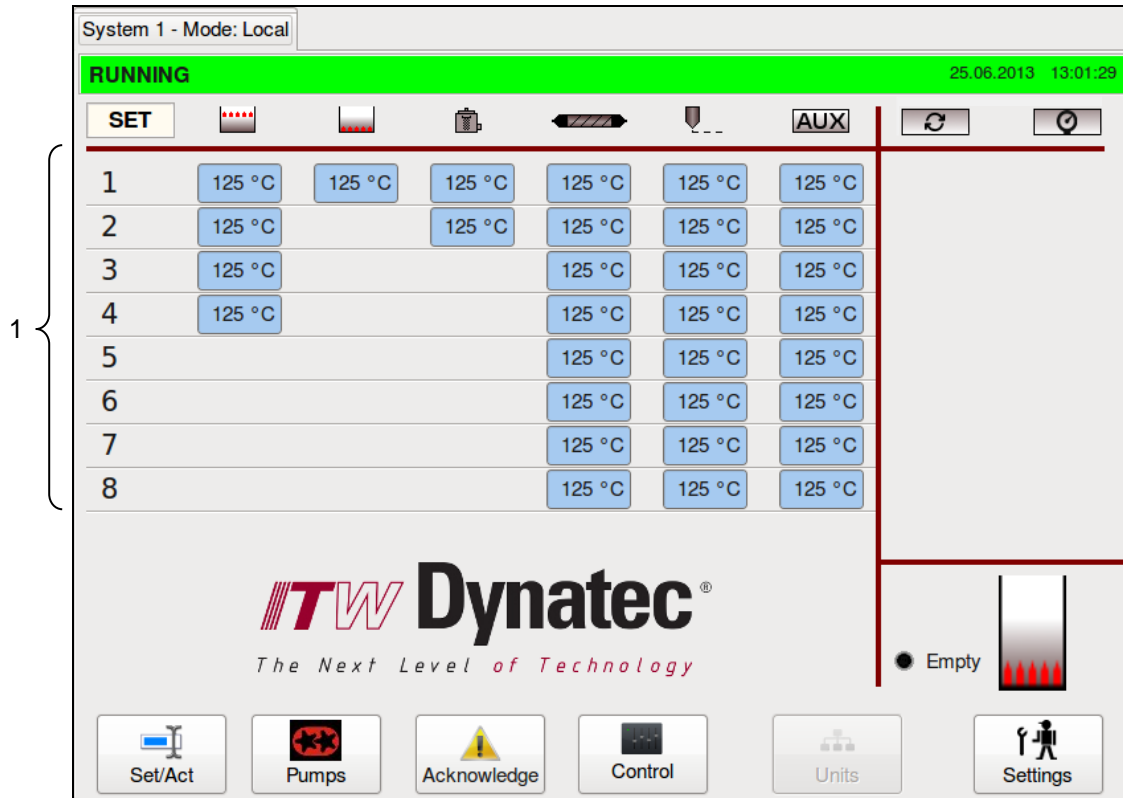 System 1 - Mode: Local
RUNNING 25.06.2013 13:01:29
SET AUX
1 125 °C 125 °C 125 °C 125 °C 125 °C 125 °C
2 125 °C 125 °C 125 °C 125 °C 125 °C
3 125 °C 125 °C 125 °C 125 °C
4 125 °C 125 °C 125 °C 125 °C
1
5 125 °C 125 °C 125 °C
6 125 °C 125 °C 125 °C
7 125 °C 125 °C 125 °C
8 125 °C 125 °C 125 °C
ITW Dynatec ®
The Next Level of Technology
Empty
Set/Act Pumps Acknowledge Control Units Settings